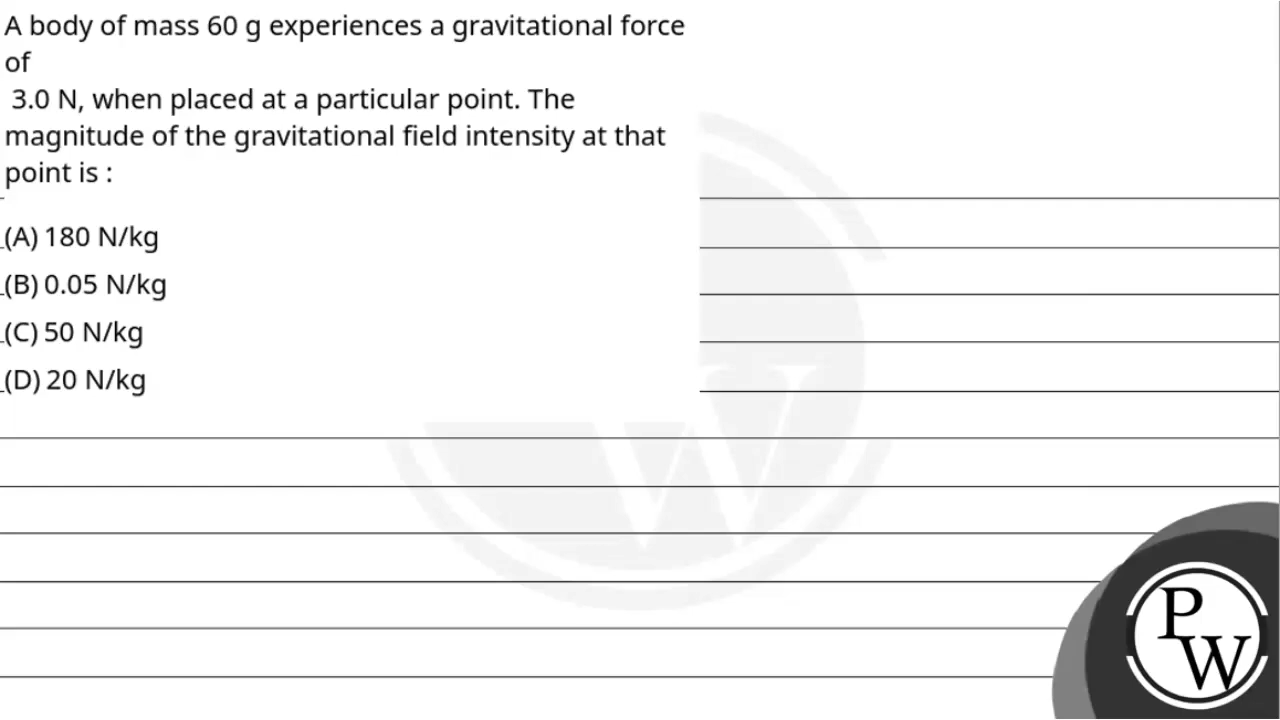 A body of mass 60 g experiences a gravitational force
of
3.0 N, when placed at a particular point. The
magnitude of the gravitational field intensity at that
point is :
(A) 180 N/kg
(B) 0.05 N/kg
(C) 50 N/kg
(D) 20 N/kg
P
W